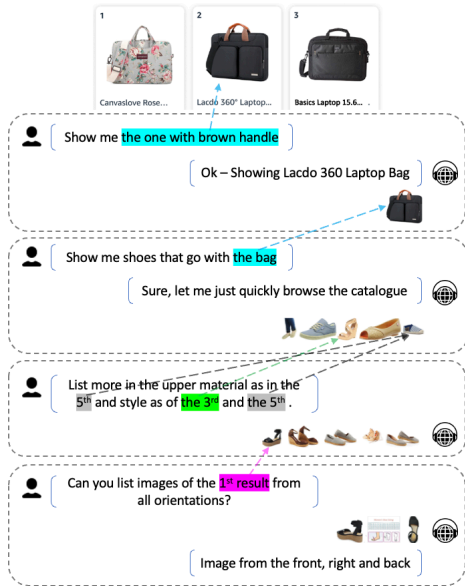 1
2
3
Canvaslove Rose...
Lacdo 360° Laptop...
Basics Laptop 15.6... .
Show me the one with brown handle
Ok – Showing Lacdo 360 Laptop Bag
Show me shoes that go with the bag
Sure, let me just quickly browse the catalogue
List more in the upper material as in the
5th and style as of the 3rd and the 5th .
Can you list images of the 1st result from
all orientations?
Image from the front, right and back